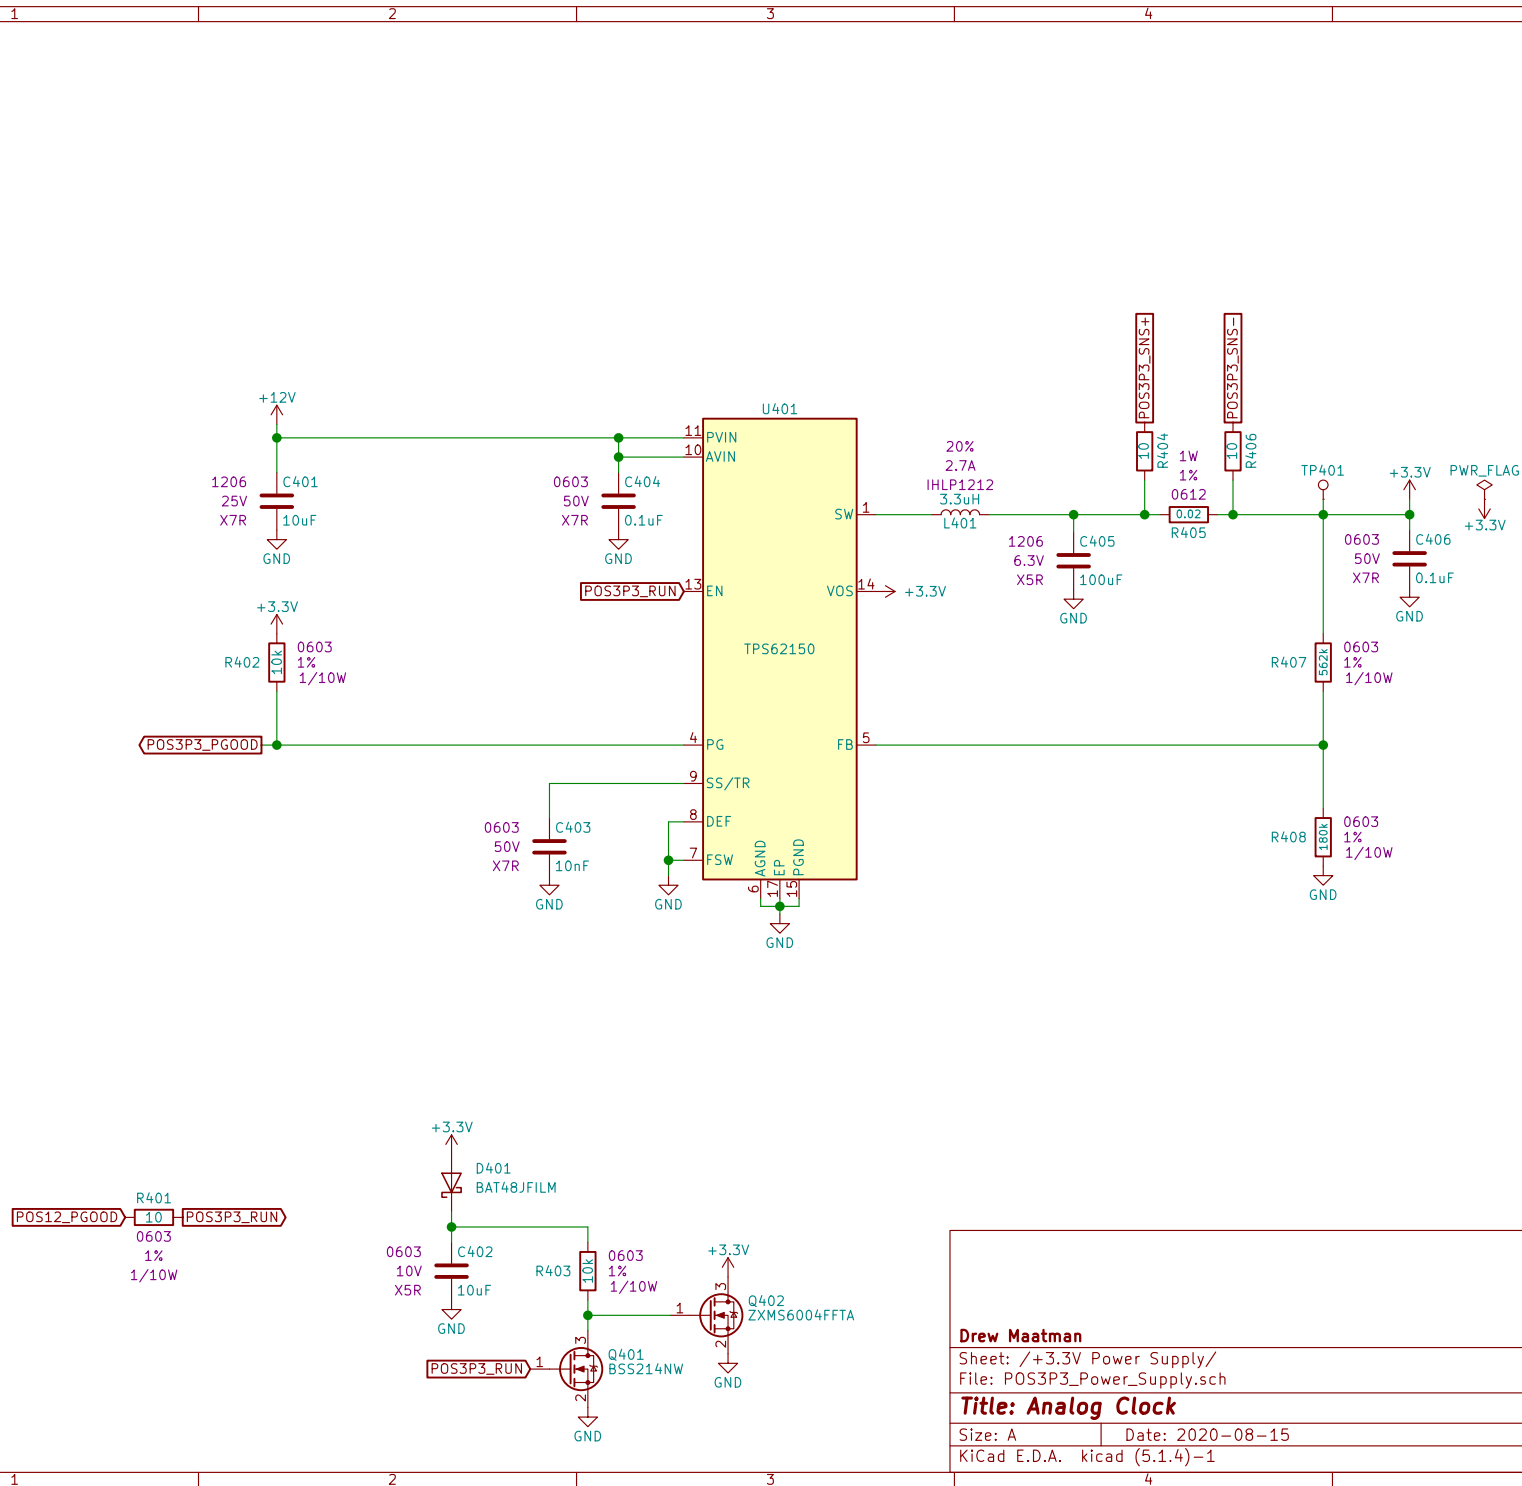 1 2 3 4
POS3P3_SNS+
POS3P3_SNS-
+12V
U401
11 PVIN
10 AVIN
1206
25V
X7R
C401
10uF
GND
0603
50V
X7R
C404
0.1uF
GND
20%
2.7A
IHLP1212
3.3uH
L401
SW 1
10
R404
1W
1%
0612
0.02
R405
10
R406
TP401
+3.3V
PWR_FLAG
+3.3V
1206
6.3V
X5R
C405
100uF
GND
0603
50V
X7R
C406
0.1uF
GND
POS3P3_RUN
13 EN
VOS 14
+3.3V
+3.3V
R402
10k
0603
1%
1/10W
TPS62150
R407
562k
0603
1%
1/10W
POS3P3_PGOOD
4 PG
FB 5
9 SS/TR
8 DEF
7 FSW
0603
50V
X7R
C403
10nF
GND
GND
AGND
EP
PGND
6
17
15
GND
R408
180k
0603
1%
1/10W
GND
+3.3V
D401
BAT48JFILM
R401
POS12_PGOOD
10
POS3P3_RUN
0603
1%
1/10W
0603
10V
X5R
C402
10uF
GND
R403
10k
0603
1%
1/10W
+3.3V
1
3
2
Q402
ZXMS6004FFTA
GND
POS3P3_RUN
1
3
2
Q401
BSS214NW
GND
Drew Maatman
Sheet: /+3.3V Power Supply/
File: POS3P3_Power_Supply.sch
Title: Analog Clock
Size: A
Date: 2020-08-15
KiCad E.D.A. kicad (5.1.4)-1
1 2 3 4